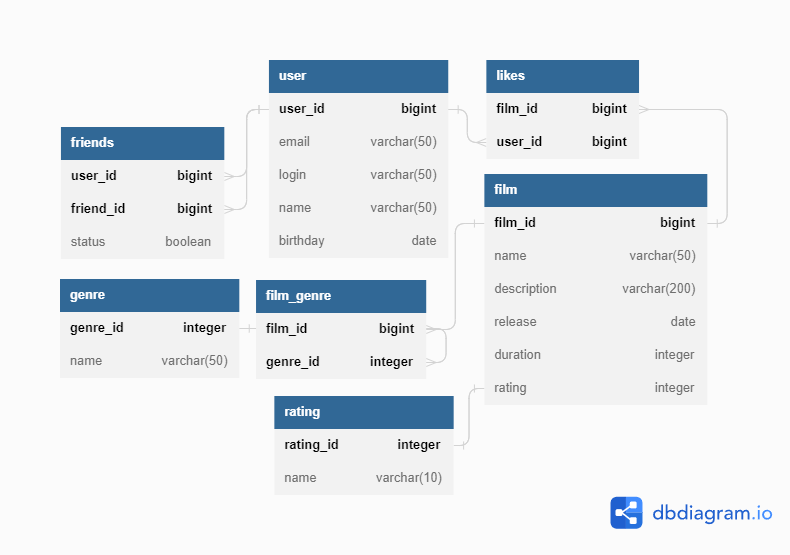 user
user_id bigint
email varchar(50)
login varchar(50)
name varchar(50)
birthday date
likes
film_id bigint
user_id bigint
friends
user_id bigint
friend_id bigint
status boolean
film
film_id bigint
name varchar(50)
description varchar(200)
release date
duration integer
rating integer
genre
genre_id integer
name varchar(50)
film_genre
film_id bigint
genre_id integer
rating
rating_id integer
name varchar(10)
dbdiagram.io